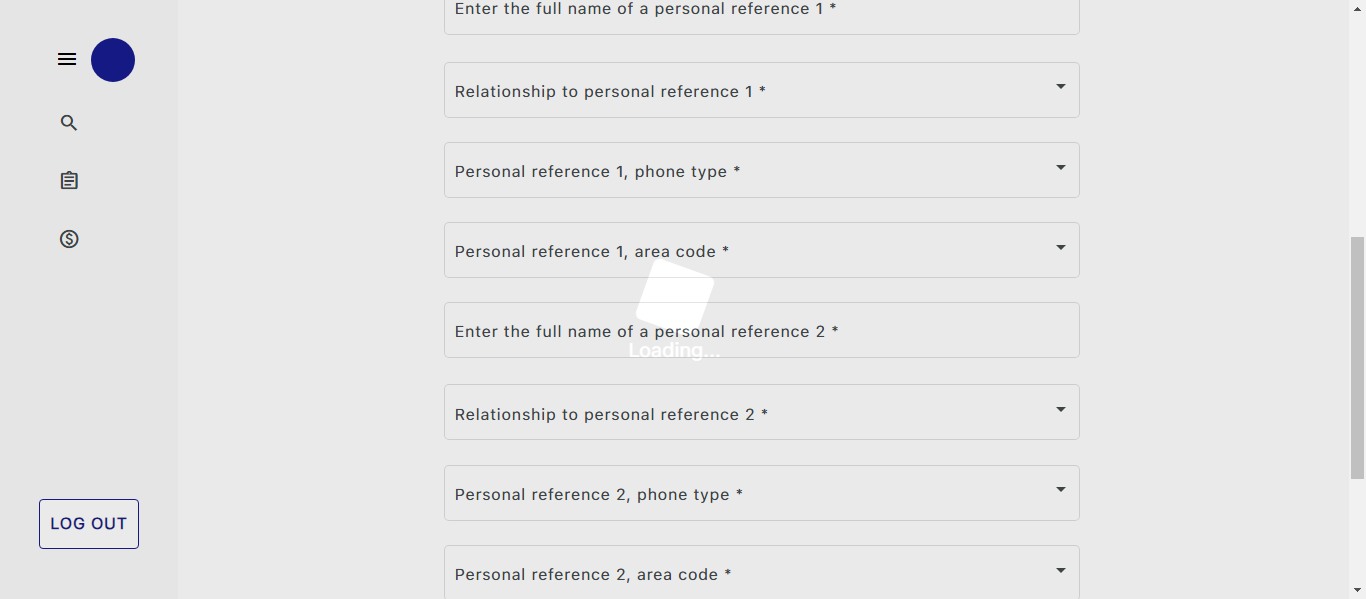 Enter the full name of a personal reference 1 *
Relationship to personal reference 1 *
Personal reference 1, phone type *
Personal reference 1, area code *
Enter the full name of a personal reference 2 *
Loading...
Relationship to personal reference 2 *
Personal reference 2, phone type *
LOG OUT
Personal reference 2, area code *